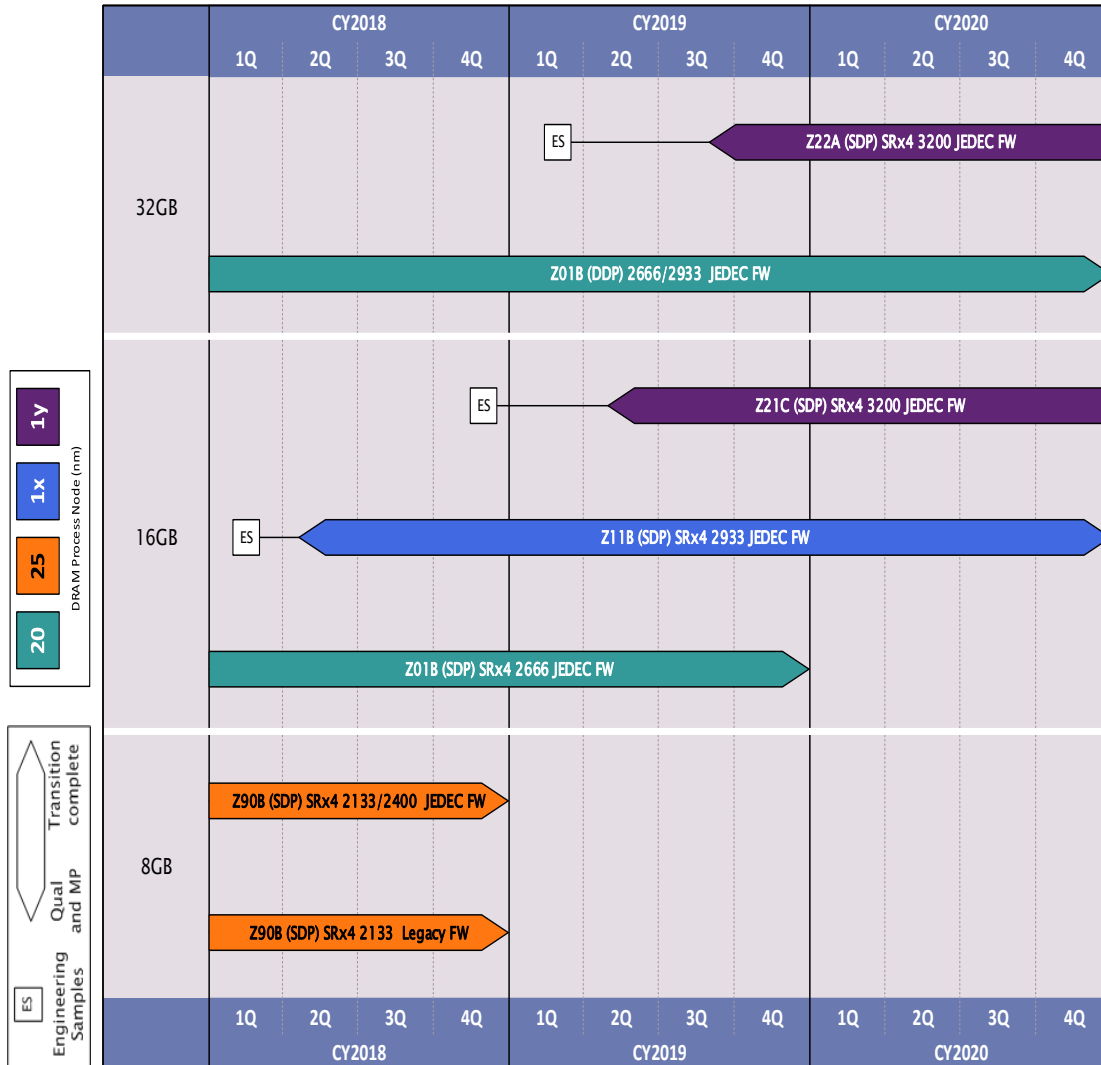 CY2018 CY2019 CY2020
1Q 2Q 3Q 4Q 1Q 2Q 3Q 4Q 1Q 2Q 3Q 4Q
32GB
ES
Z22A (SDP) SRx4 3200 JEDEC FW
Z01B (DDP) 2666/2933 JEDEC FW
16GB
ES
Z21C (SDP) SRx4 3200 JEDEC FW
ES
Z11B (SDP) SRx4 2933 JEDEC FW
Z01B (SDP) SRx4 2666 JEDEC FW
8GB
Z90B (SDP) SRx4 2133/2400 JEDEC FW
Z90B (SDP) SRx4 2133 Legacy FW
1Q 2Q 3Q 4Q 1Q 2Q 3Q 4Q 1Q 2Q 3Q 4Q
CY2018 CY2019 CY2020
20 25 1x 1y
DRAM Process Node (nm)
ES
Engineering
Samples
Qual
and MP
Transition
complete